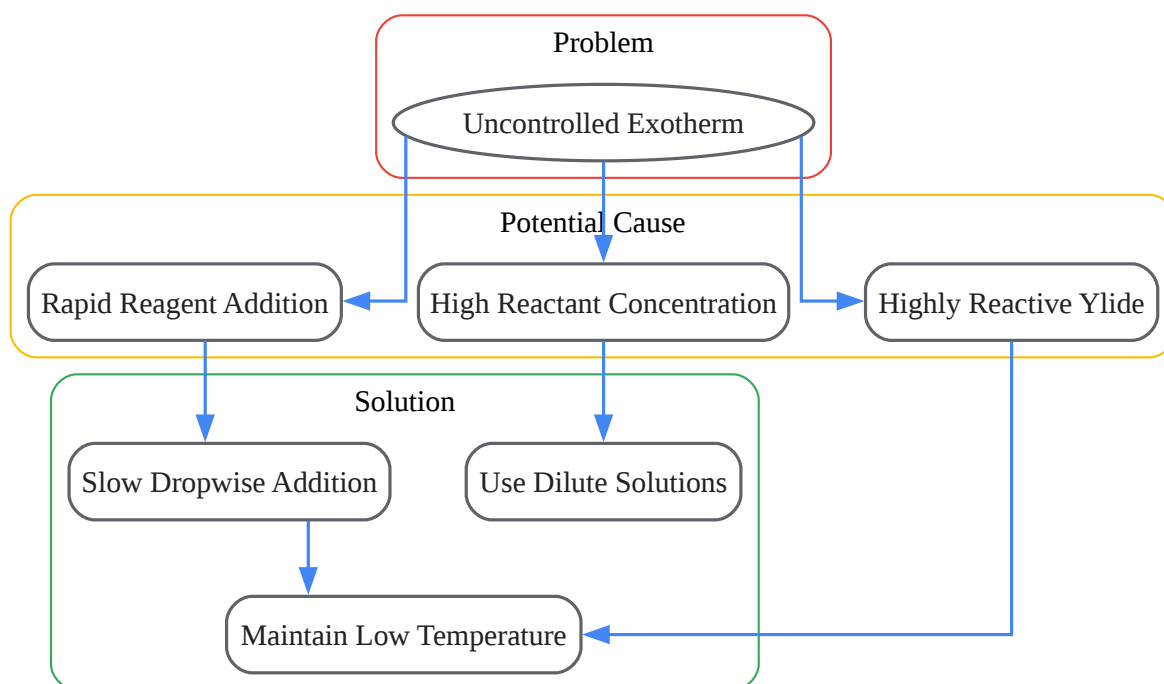 Problem
Uncontrolled Exotherm
Potential Cause
Rapid Reagent Addition
High Reactant Concentration
Highly Reactive Ylide
Solution
Slow Dropwise Addition
Use Dilute Solutions
Maintain Low Temperature